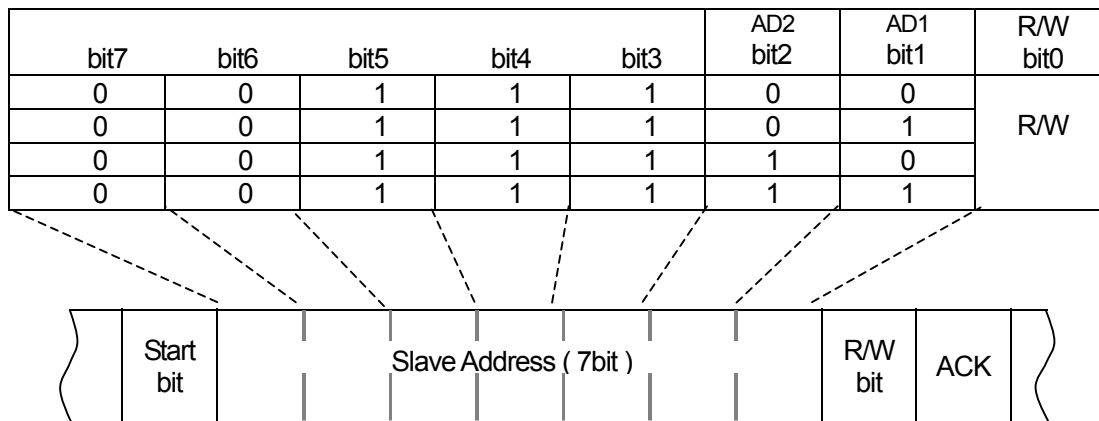 AD2 AD1 R/W
bit7 bit6 bit5 bit4 bit3 bit2 bit1 bit0
0 0 1 1 1 0 0
0 0 1 1 1 0 1 R/W
0 0 1 1 1 1 0
0 0 1 1 1 1 1
Start Slave Address ( 7bit ) R/W ACK
bit bit